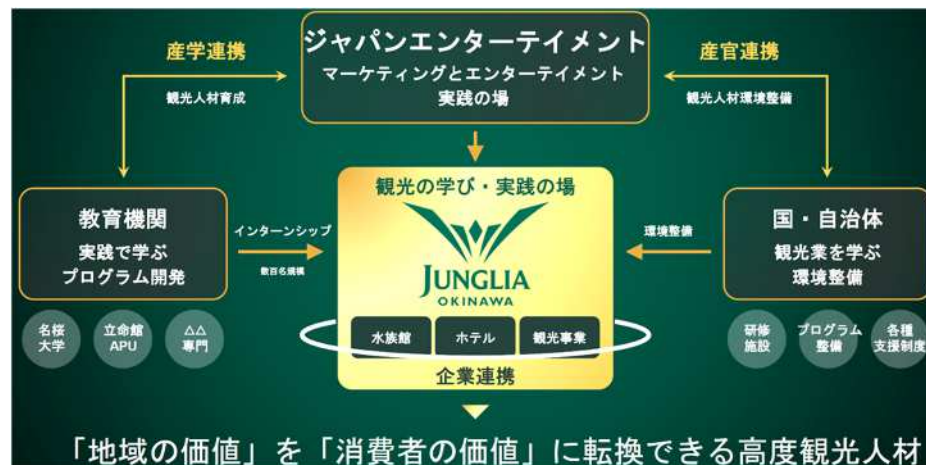 ジャパンエンターテイメント
マーケティングとエンターテイメント
実践の場
産学連携
観光人材育成
産官連携
観光人材環境整備
教育機関
実践で学ぶ
プログラム開発
インターンシップ
数百名規模
観光の学び・実践の場
JUNGLIA
OKINAWA
水族館
ホテル
観光事業
企業連携
環境整備
国・自治体
観光業を学ぶ
環境整備
名桜
大学
立命館
APU
△△
専門
研修
施設
プログラム
整備
各種
支援制度
「地域の価値」を「消費者の価値」に転換できる高度観光人材